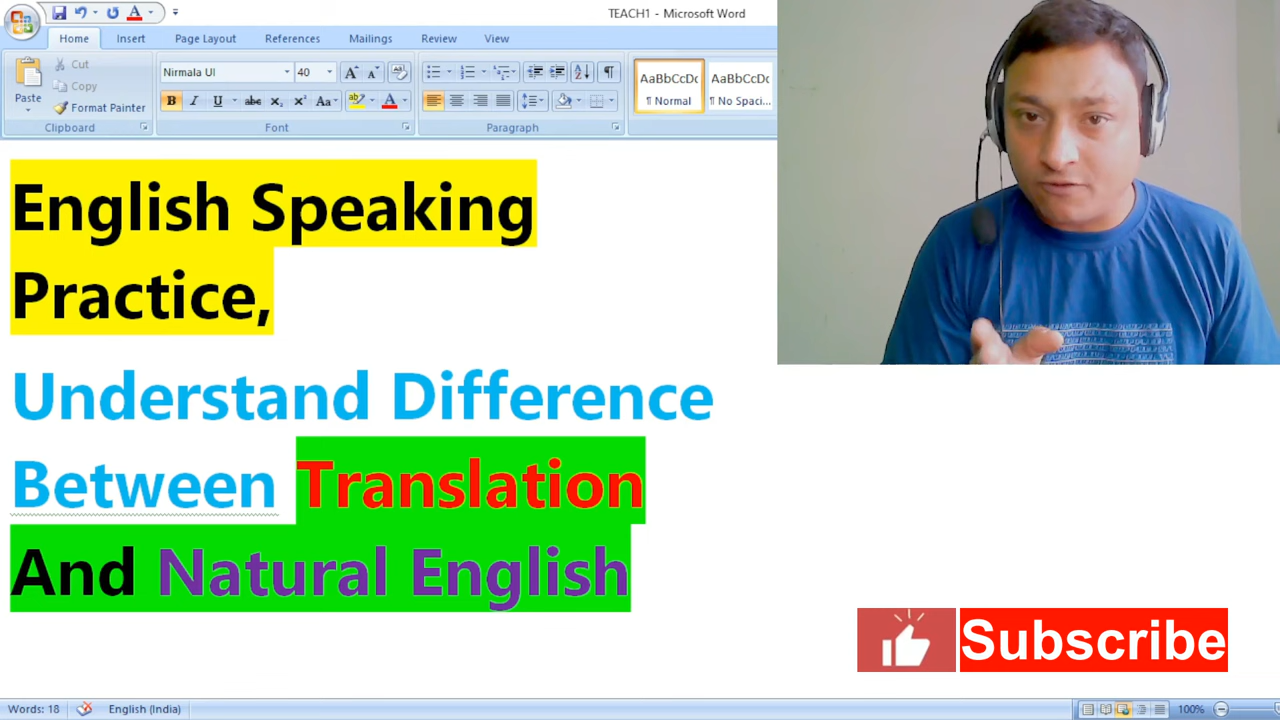 TEACH1 - Microsoft Word
Home Insert Page Layout References Mailings Review View
Cut
Copy
Paste
Format Painter
Clipboard
Nirmala UI 40
Font
Paragraph
AaBbCcDc
¶ Normal
AaBbCcDc
¶ No Spaci...
English Speaking
Practice,
Understand Difference
Between Translation
And Natural English
Subscribe
Words: 18
English (India)
100%